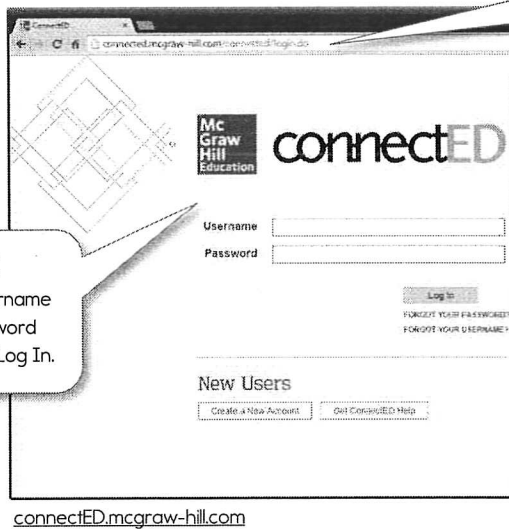 ConnectED
connected.mcgraw-hill.com/connected/login.do
Mc
Graw
Hill
Education
connectED
Username
Password
rname
word
Log In.
Log In
FORGOT YOUR PASSWORD?
FORGOT YOUR USERNAME?
New Users
Create a New Account
Get ConnectED Help
connectED.mcgraw-hill.com